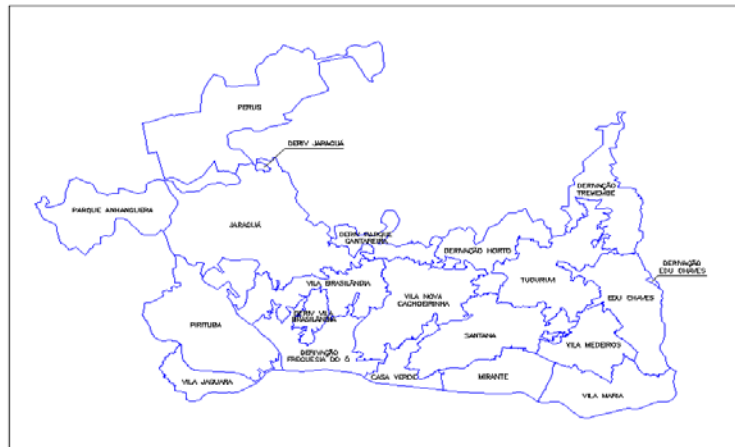 PERUS
DERIV JARAGUÁ
DERIVAÇÃO
TREMEMBE
PARQUE ANHANGUERA
JARAGUÁ
DERIV PARQUE
CANTAREIRA
DERIVAÇÃO HORTO
DERIVAÇÃO
EDU CHAVES
TUCURUVI
VILA BRASILÂNDIA
VILA NOVA
CACHOEIRINHA
EDU CHAVES
DERIV VILA
BRASILÂNDIA
PIRITUBA
SANTANA
VILA MEDEIROS
DERIVAÇÃO
FREGUESIA DO Ó
VILA JAGUARA
CASA VERDE
MIRANTE
VILA MARIA